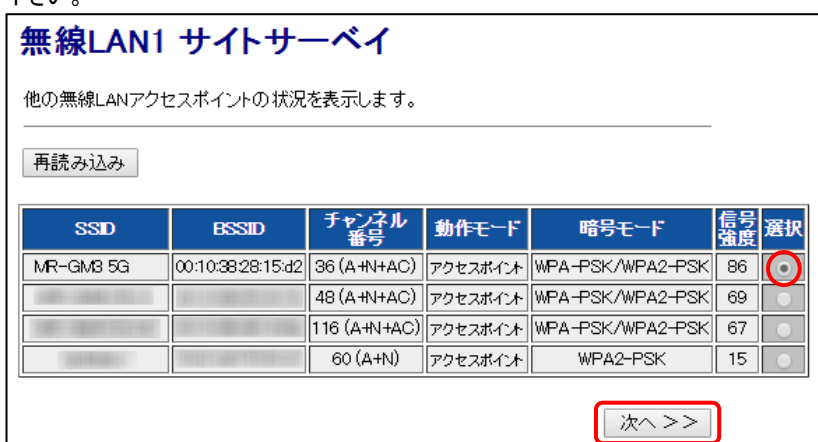 下さい。
無線LAN1 サイトサーベイ
他の無線LANアクセスポイントの状況を表示します。
再読み込み
SSID BSSID チャンネル番号 動作モード 暗号モード 信号強度 選択
MR-GM3 5G 00:10:38:28:15:d2 36 (A+N+AC) アクセスポイント WPA-PSK/WPA2-PSK 86
48 (A+N+AC) アクセスポイント WPA-PSK/WPA2-PSK 69
116 (A+N+AC) アクセスポイント WPA-PSK/WPA2-PSK 67
60 (A+N) アクセスポイント WPA2-PSK 15
次へ >>